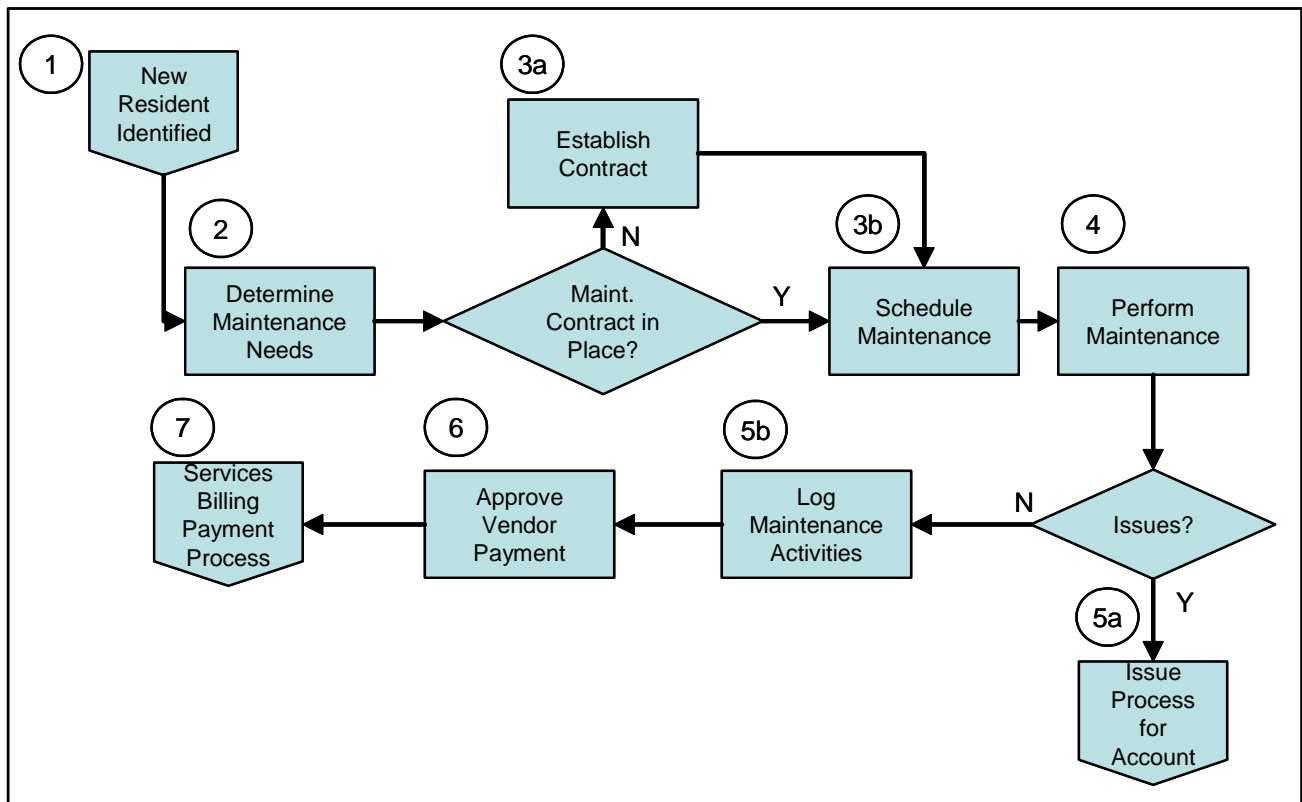 1
New
Resident
Identified
2
Determine
Maintenance
Needs
Maint.
Contract in
Place?
N
3a
Establish
Contract
Y
3b
Schedule
Maintenance
4
Perform
Maintenance
Issues?
Y
5a
Issue
Process
for
Account
N
5b
Log
Maintenance
Activities
6
Approve
Vendor
Payment
7
Services
Billing
Payment
Process